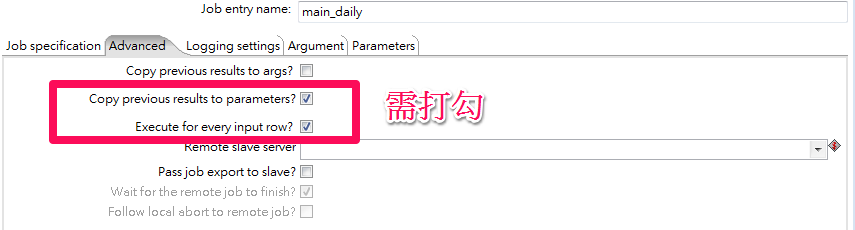 Job entry name: main_daily
Job specification Advanced Logging settings Argument Parameters
Copy previous results to args?
Copy previous results to parameters?
需打勾
Execute for every input row?
Remote slave server
Pass job export to slave?
Wait for the remote job to finish?
Follow local abort to remote job?